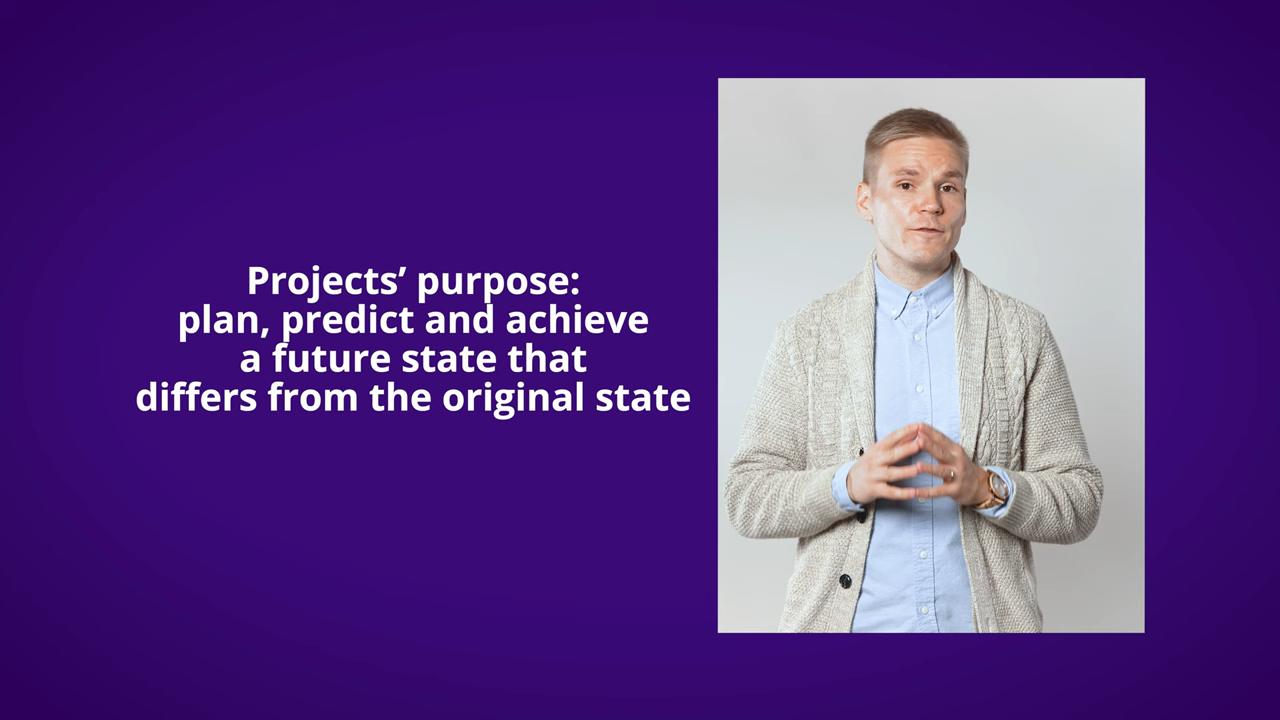 Projects’ purpose:
plan, predict and achieve
a future state that
differs from the original state